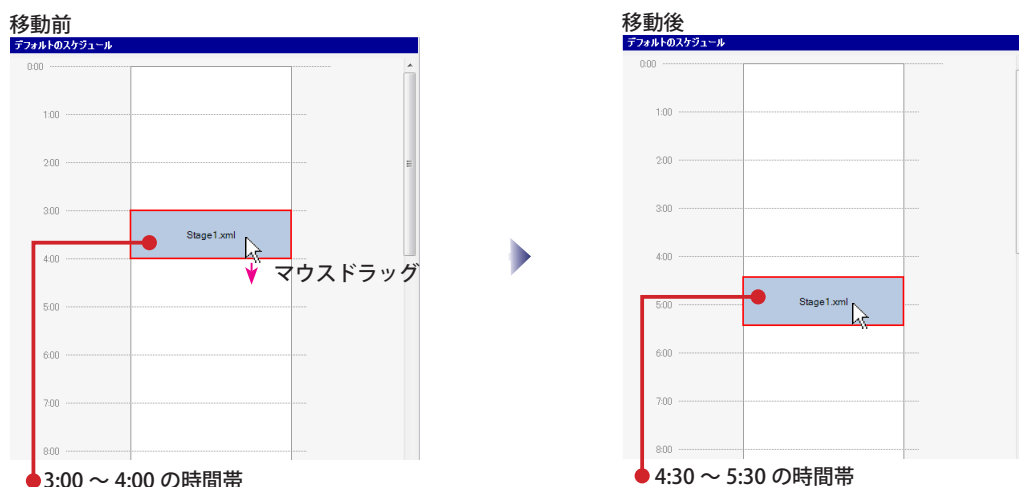 移動前
デフォルトのスケジュール
0:00
1:00
2:00
3:00
Stage1.xml
4:00
マウスドラッグ
5:00
6:00
7:00
8:00
3:00 ～ 4:00 の時間帯
移動後
デフォルトのスケジュール
0:00
1:00
2:00
3:00
4:00
Stage1.xml
5:00
6:00
7:00
8:00
4:30 ～ 5:30 の時間帯